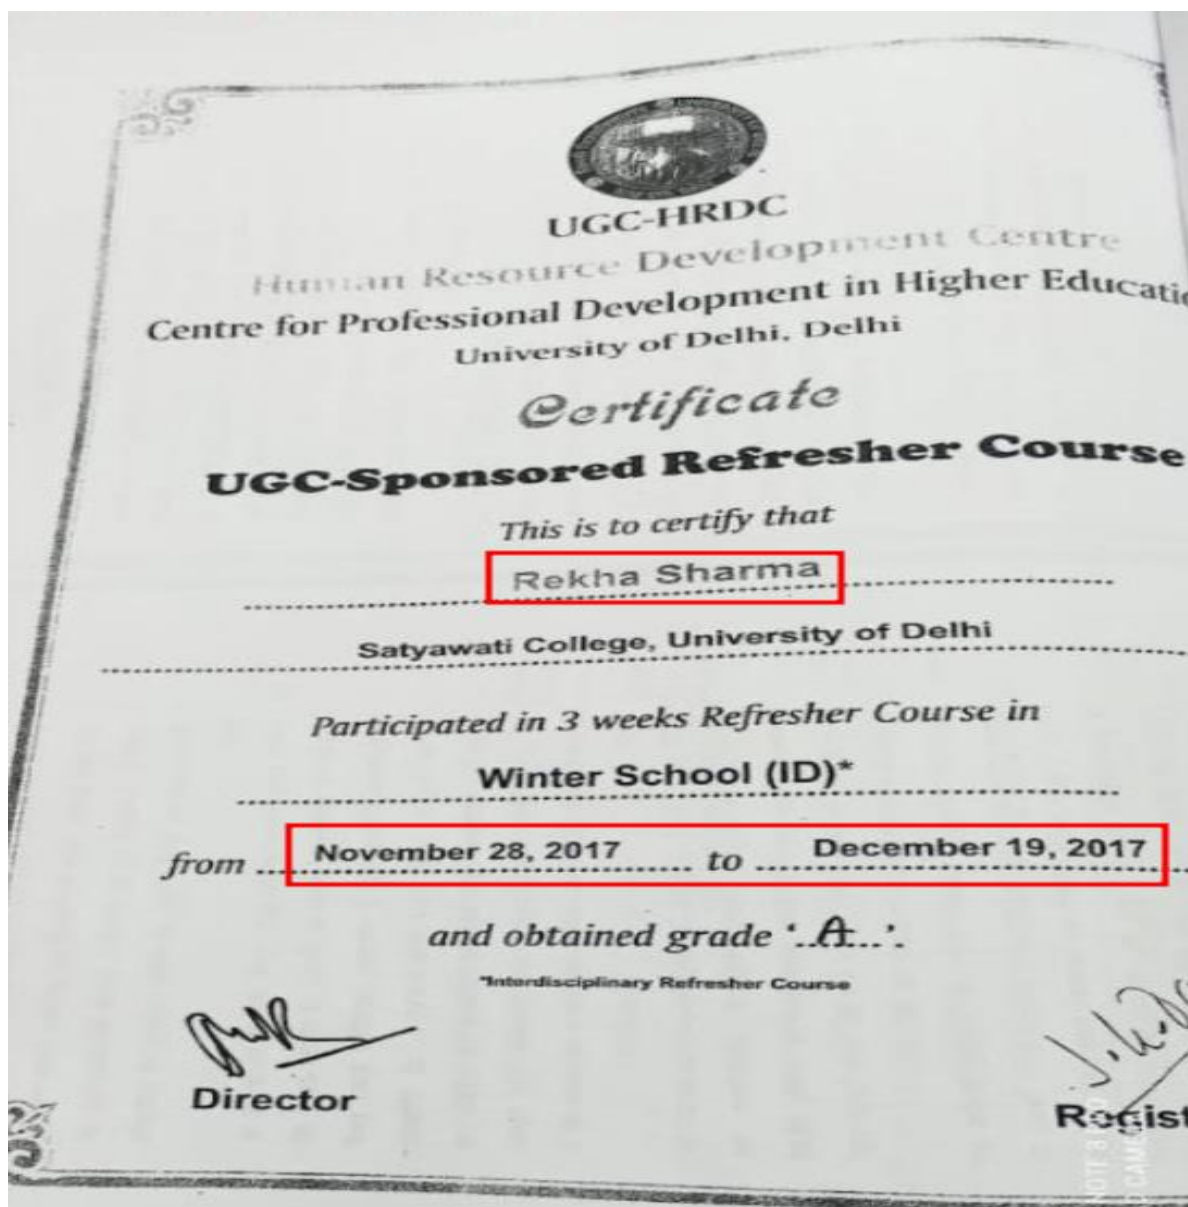 UGC-HRDC
Human Resource Development Centre
Centre for Professional Development in Higher Educatio
University of Delhi, Delhi
Certificate
UGC-Sponsored Refresher Course
This is to certify that
Rekha Sharma
Satyawati College, University of Delhi
Participated in 3 weeks Refresher Course in
Winter School (ID)*
from November 28, 2017 to December 19, 2017
and obtained grade '..A...'.
*Interdisciplinary Refresher Course
Director
Regist